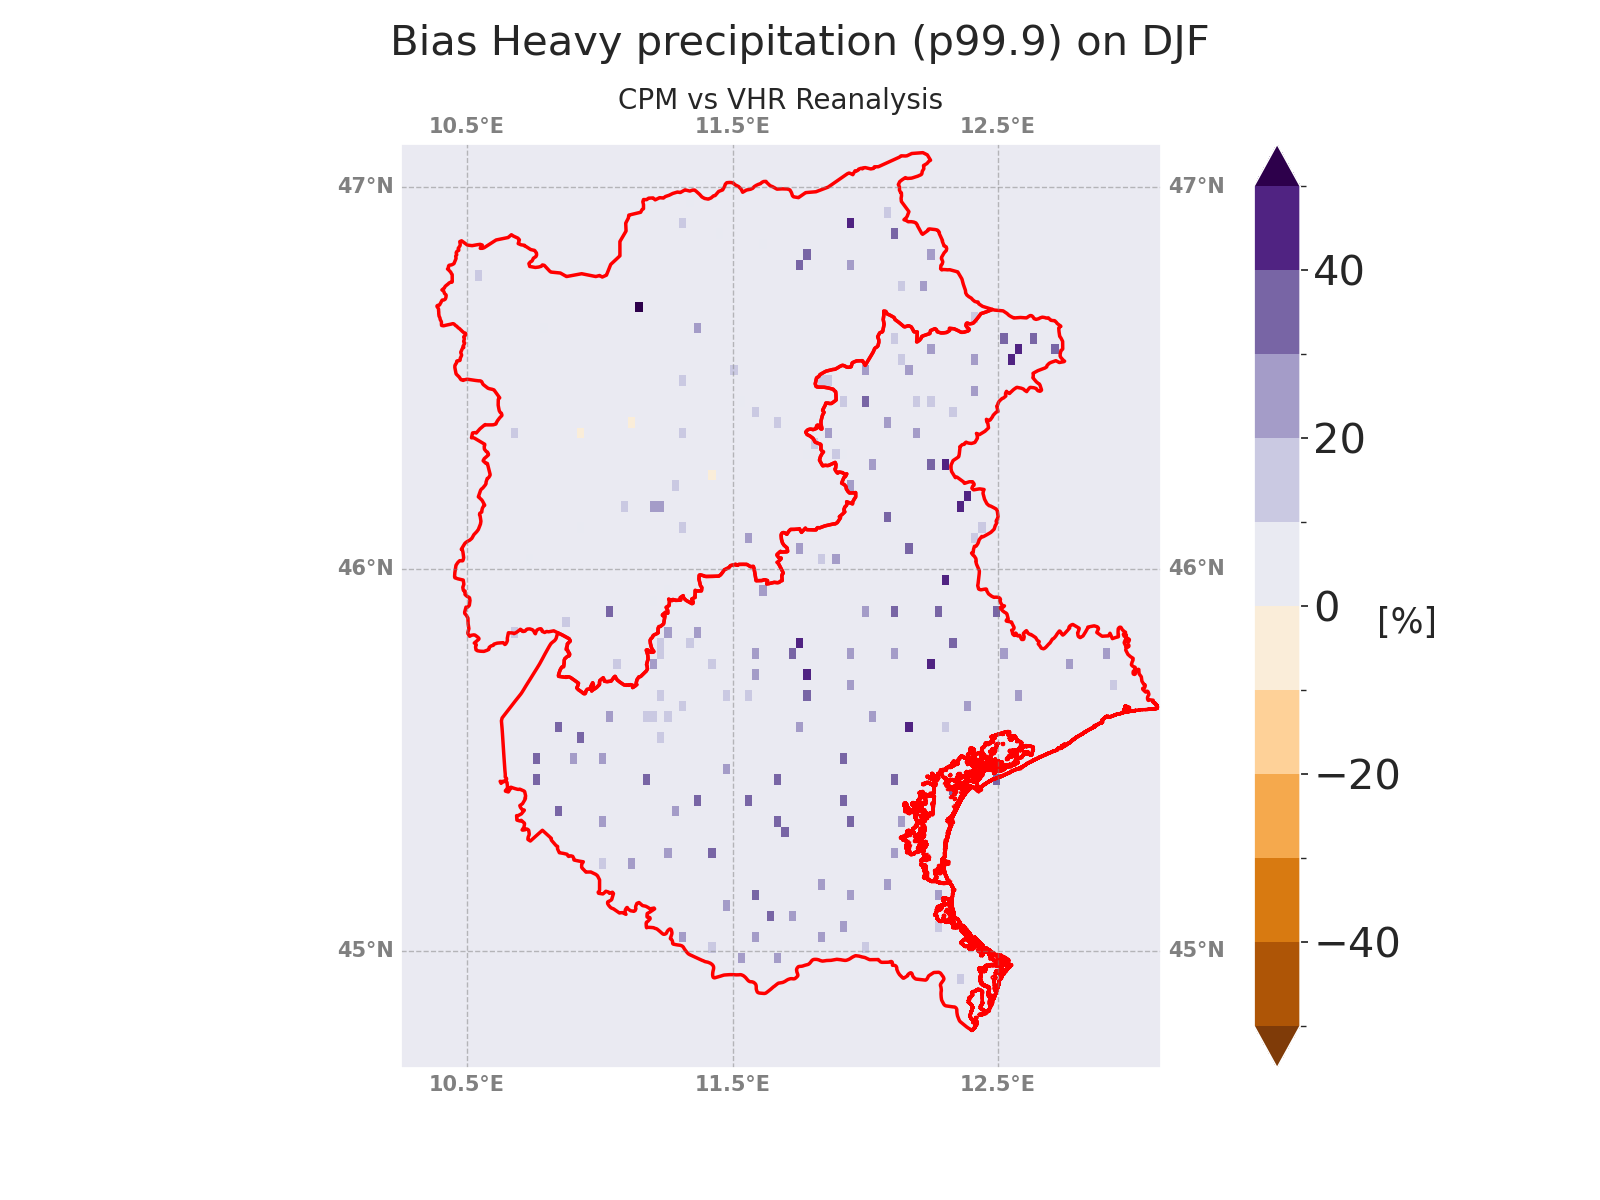 Bias Heavy precipitation (p99.9) on DJF
CPM vs VHR Reanalysis
10.5°E 11.5°E 12.5°E
47°N 47°N
46°N 46°N
45°N 45°N
10.5°E 11.5°E 12.5°E
40
20
0
−20
−40
[%]